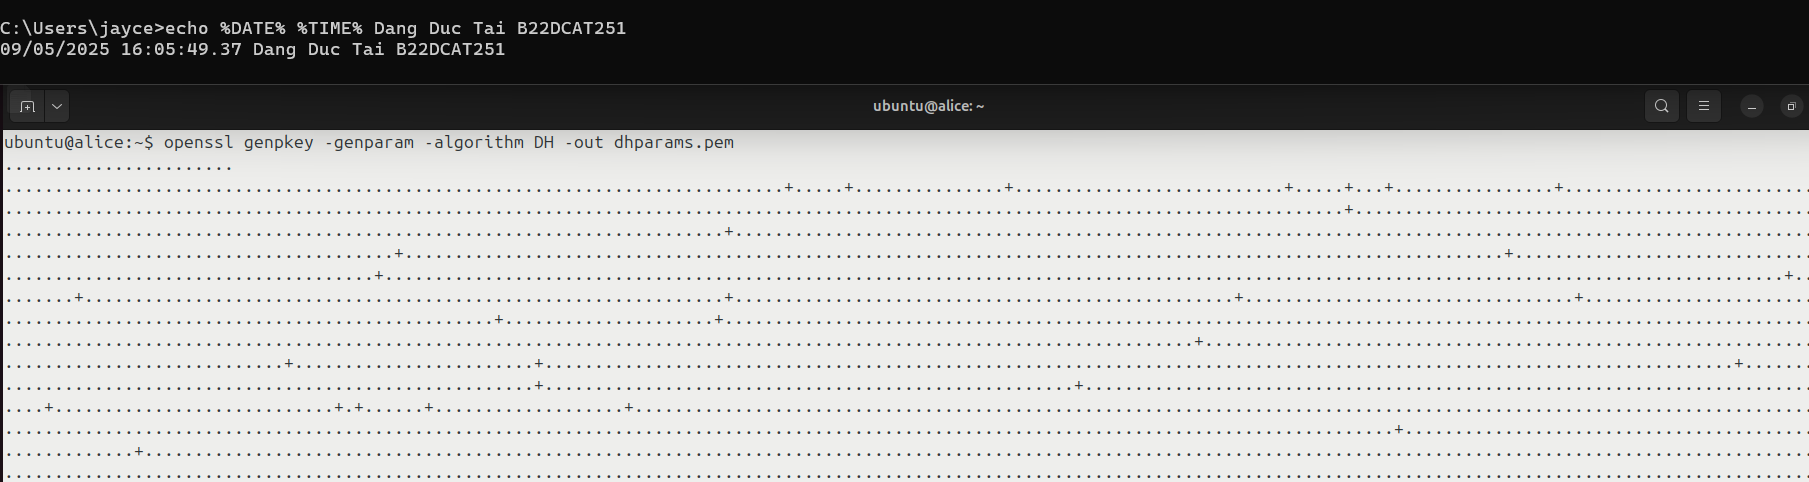 C:\Users\jayce>echo %DATE% %TIME% Dang Duc Tai B22DCAT251
09/05/2025 16:05:49.37 Dang Duc Tai B22DCAT251
ubuntu@alice: ~
ubuntu@alice:~$ openssl genpkey -genparam -algorithm DH -out dhparams.pem